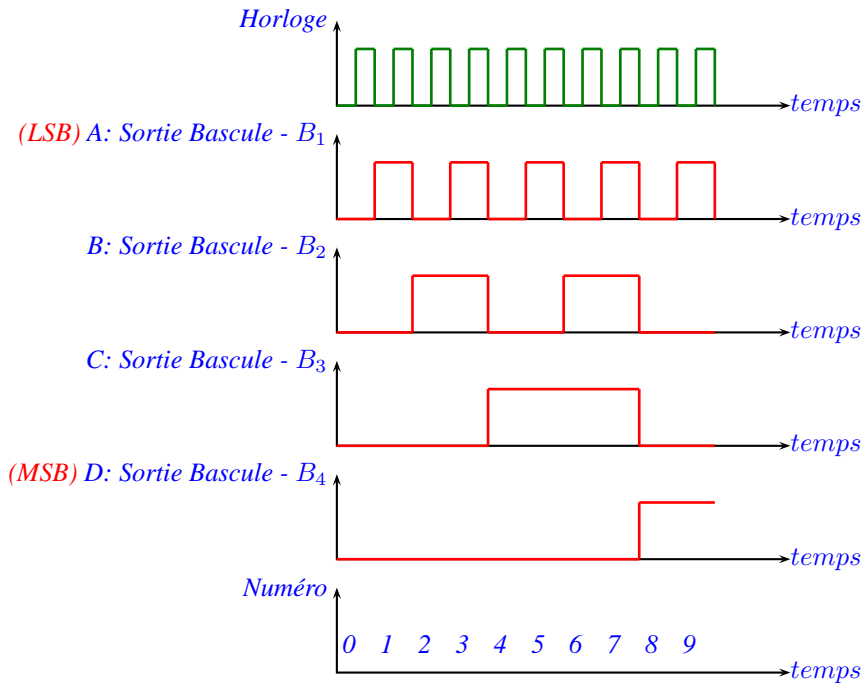 Horloge
temps
(LSB) A: Sortie Bascule - B₁
temps
B: Sortie Bascule - B₂
temps
C: Sortie Bascule - B₃
temps
(MSB) D: Sortie Bascule - B₄
temps
Numéro
0 1 2 3 4 5 6 7 8 9
temps